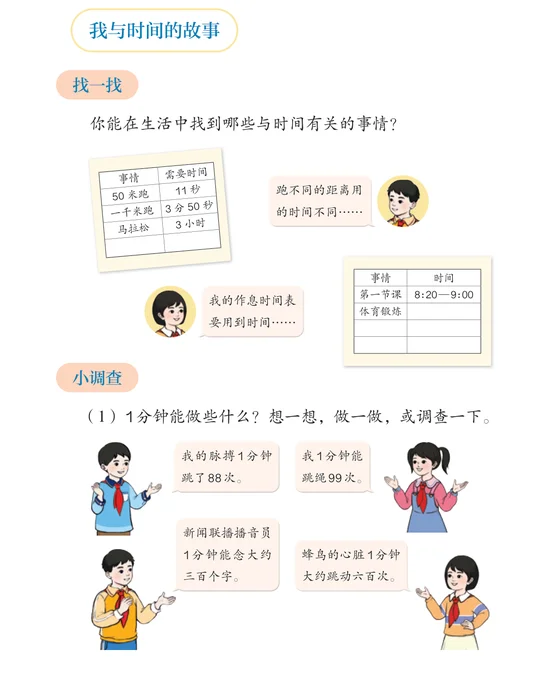 我与时间的故事
找一找
你能在生活中找到哪些与时间有关的事情？
事情 需要时间
50 米跑 11 秒
一千米跑 3 分 50 秒
马拉松 3 小时
跑不同的距离用
的时间不同……
我的作息时间表
要用到时间……
事情 时间
第一节课 8:20—9:00
体育锻炼
小调查
（1）1分钟能做些什么？想一想，做一做，或调查一下。
我的脉搏1分钟
跳了88次。
我1分钟能
跳绳99次。
新闻联播播音员
1分钟能念大约
三百个字。
蜂鸟的心脏1分钟
大约跳动六百次。